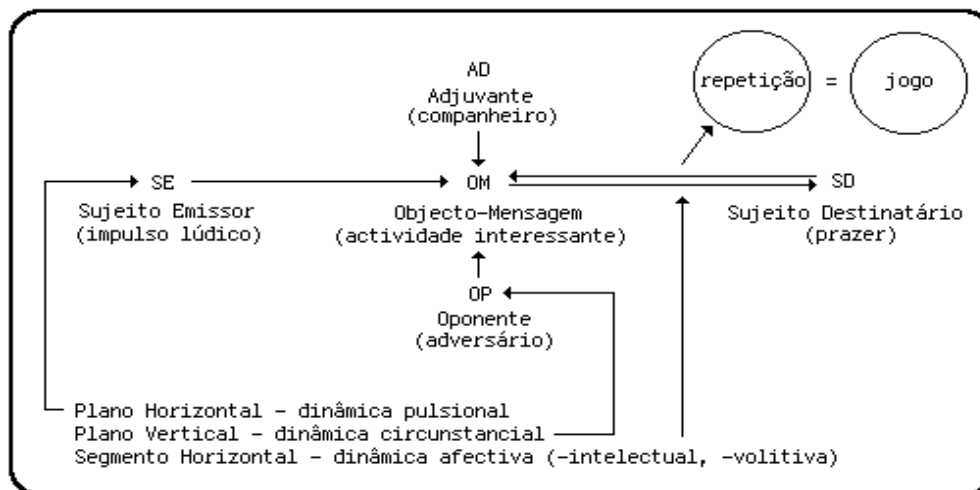 AD
Adjuvante
(companheiro)
repetição = jogo
SE
Sujeito Emissor
(impulso lúdico)
OM
Objecto-Mensagem
(actividade interessante)
SD
Sujeito Destinatário
(prazer)
OP
Oponente
(adversário)
Plano Horizontal – dinâmica pulsional
Plano Vertical – dinâmica circunstancial
Segmento Horizontal – dinâmica afectiva (-intelectual, -volitiva)